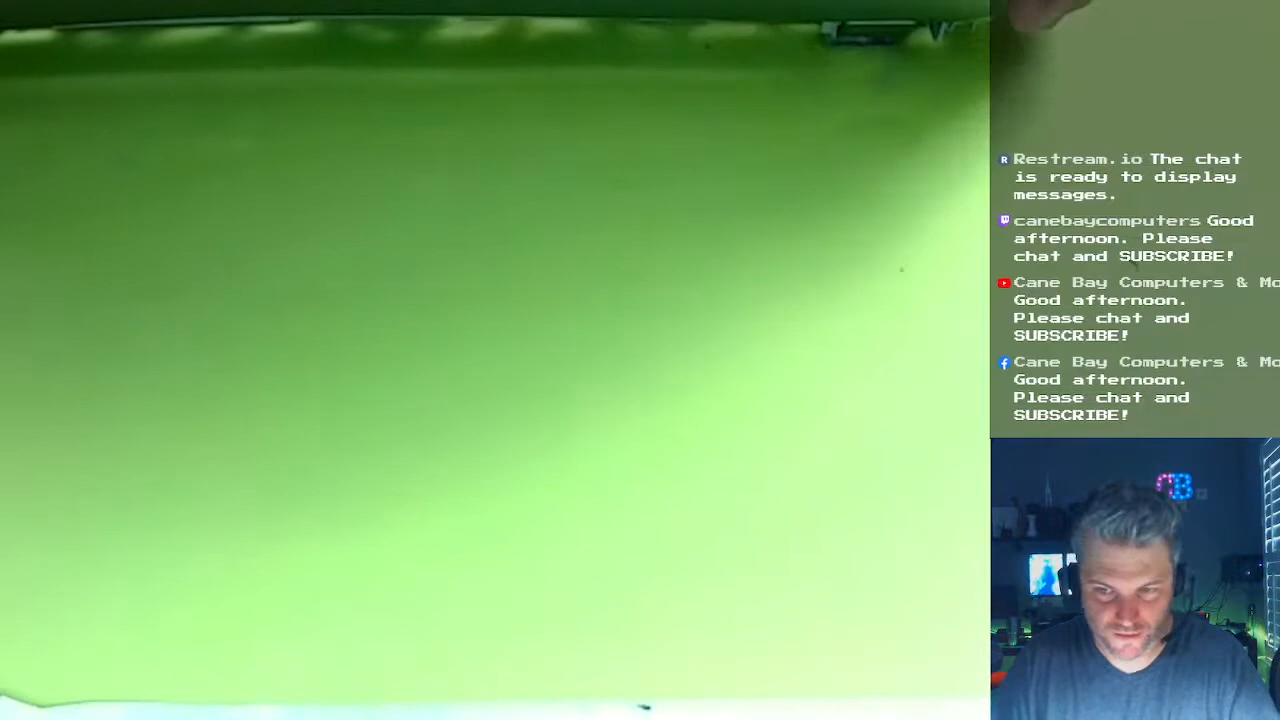 Restream.io The chat
is ready to display
messages.
canebaycomputers Good
afternoon. Please
chat and SUBSCRIBE!
Cane Bay Computers & Mo
Good afternoon.
Please chat and
SUBSCRIBE!
Cane Bay Computers & Mo
Good afternoon.
Please chat and
SUBSCRIBE!
CB